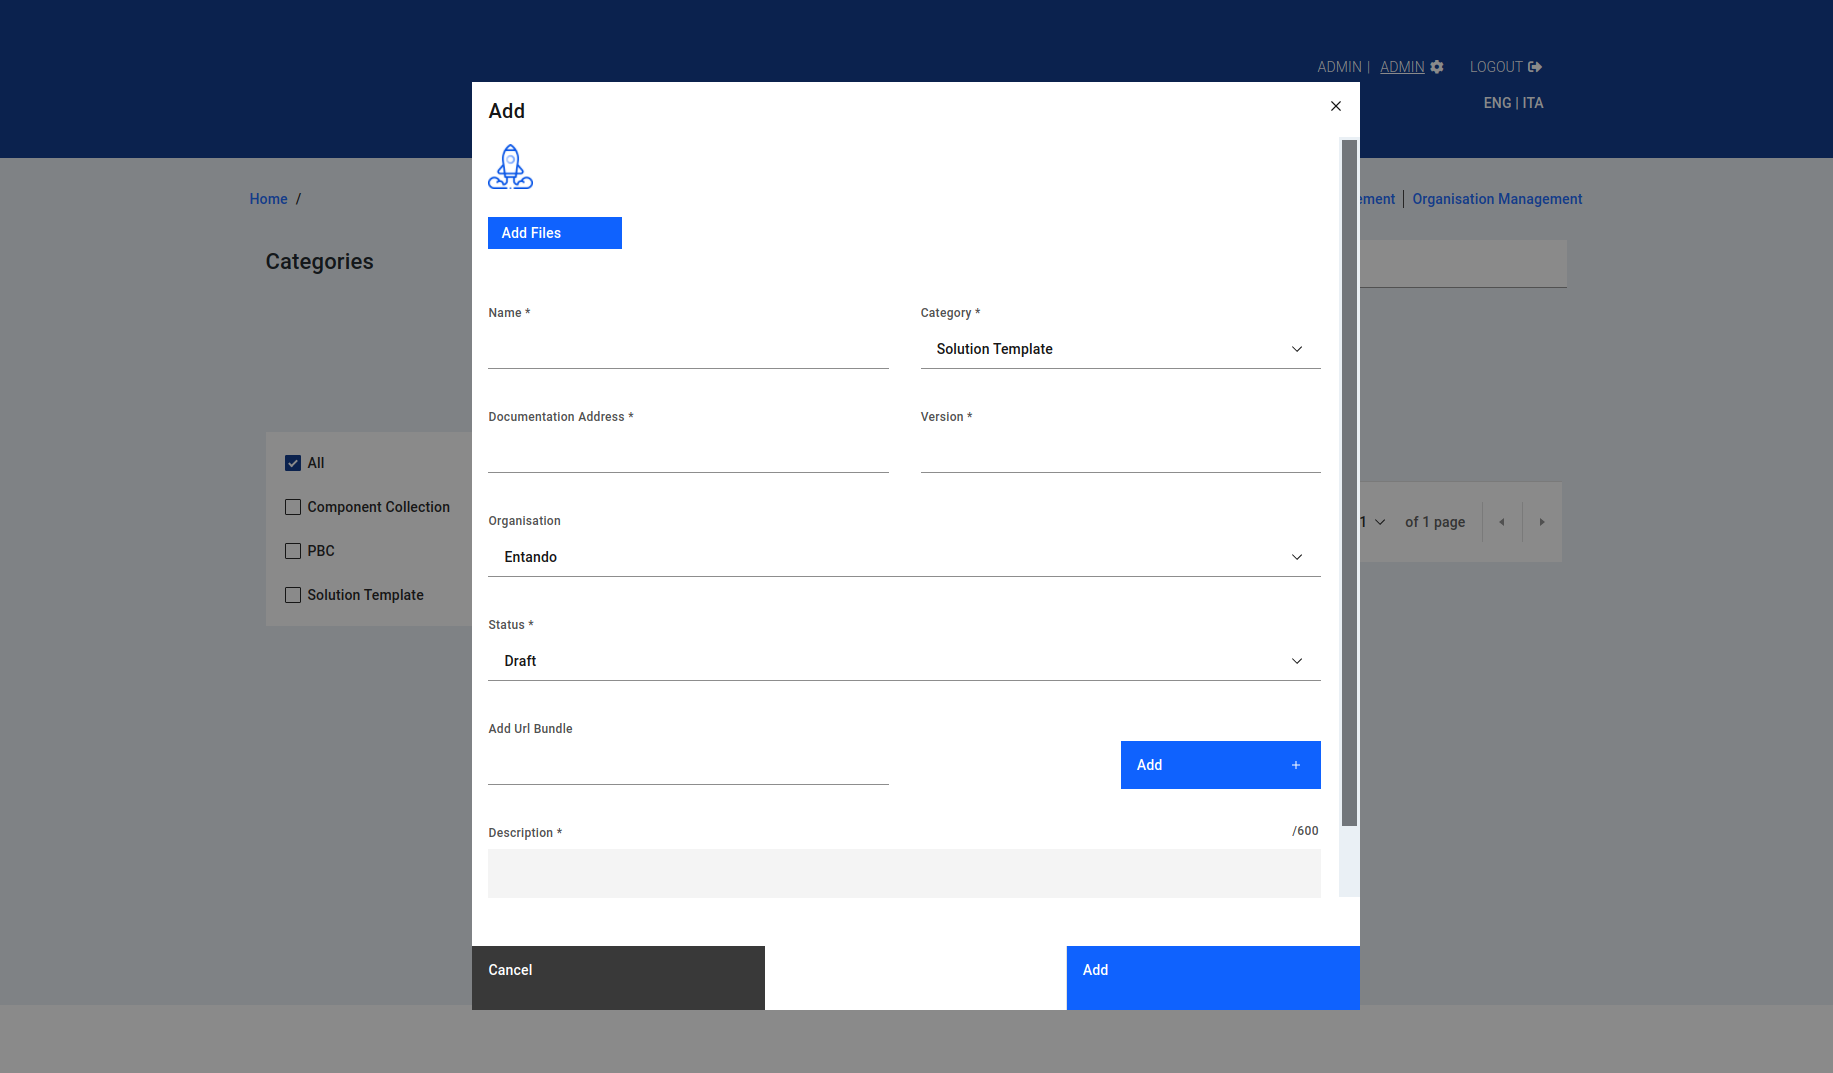 ADMIN | ADMIN LOGOUT
ENG | ITA
Home /
Organisation Management
Categories
All
Component Collection
PBC
Solution Template
1 of 1 page
Add
Add Files
Name * Category *
Solution Template
Documentation Address * Version *
Organisation
Entando
Status *
Draft
Add Url Bundle
Add +
Description * /600
Cancel Add